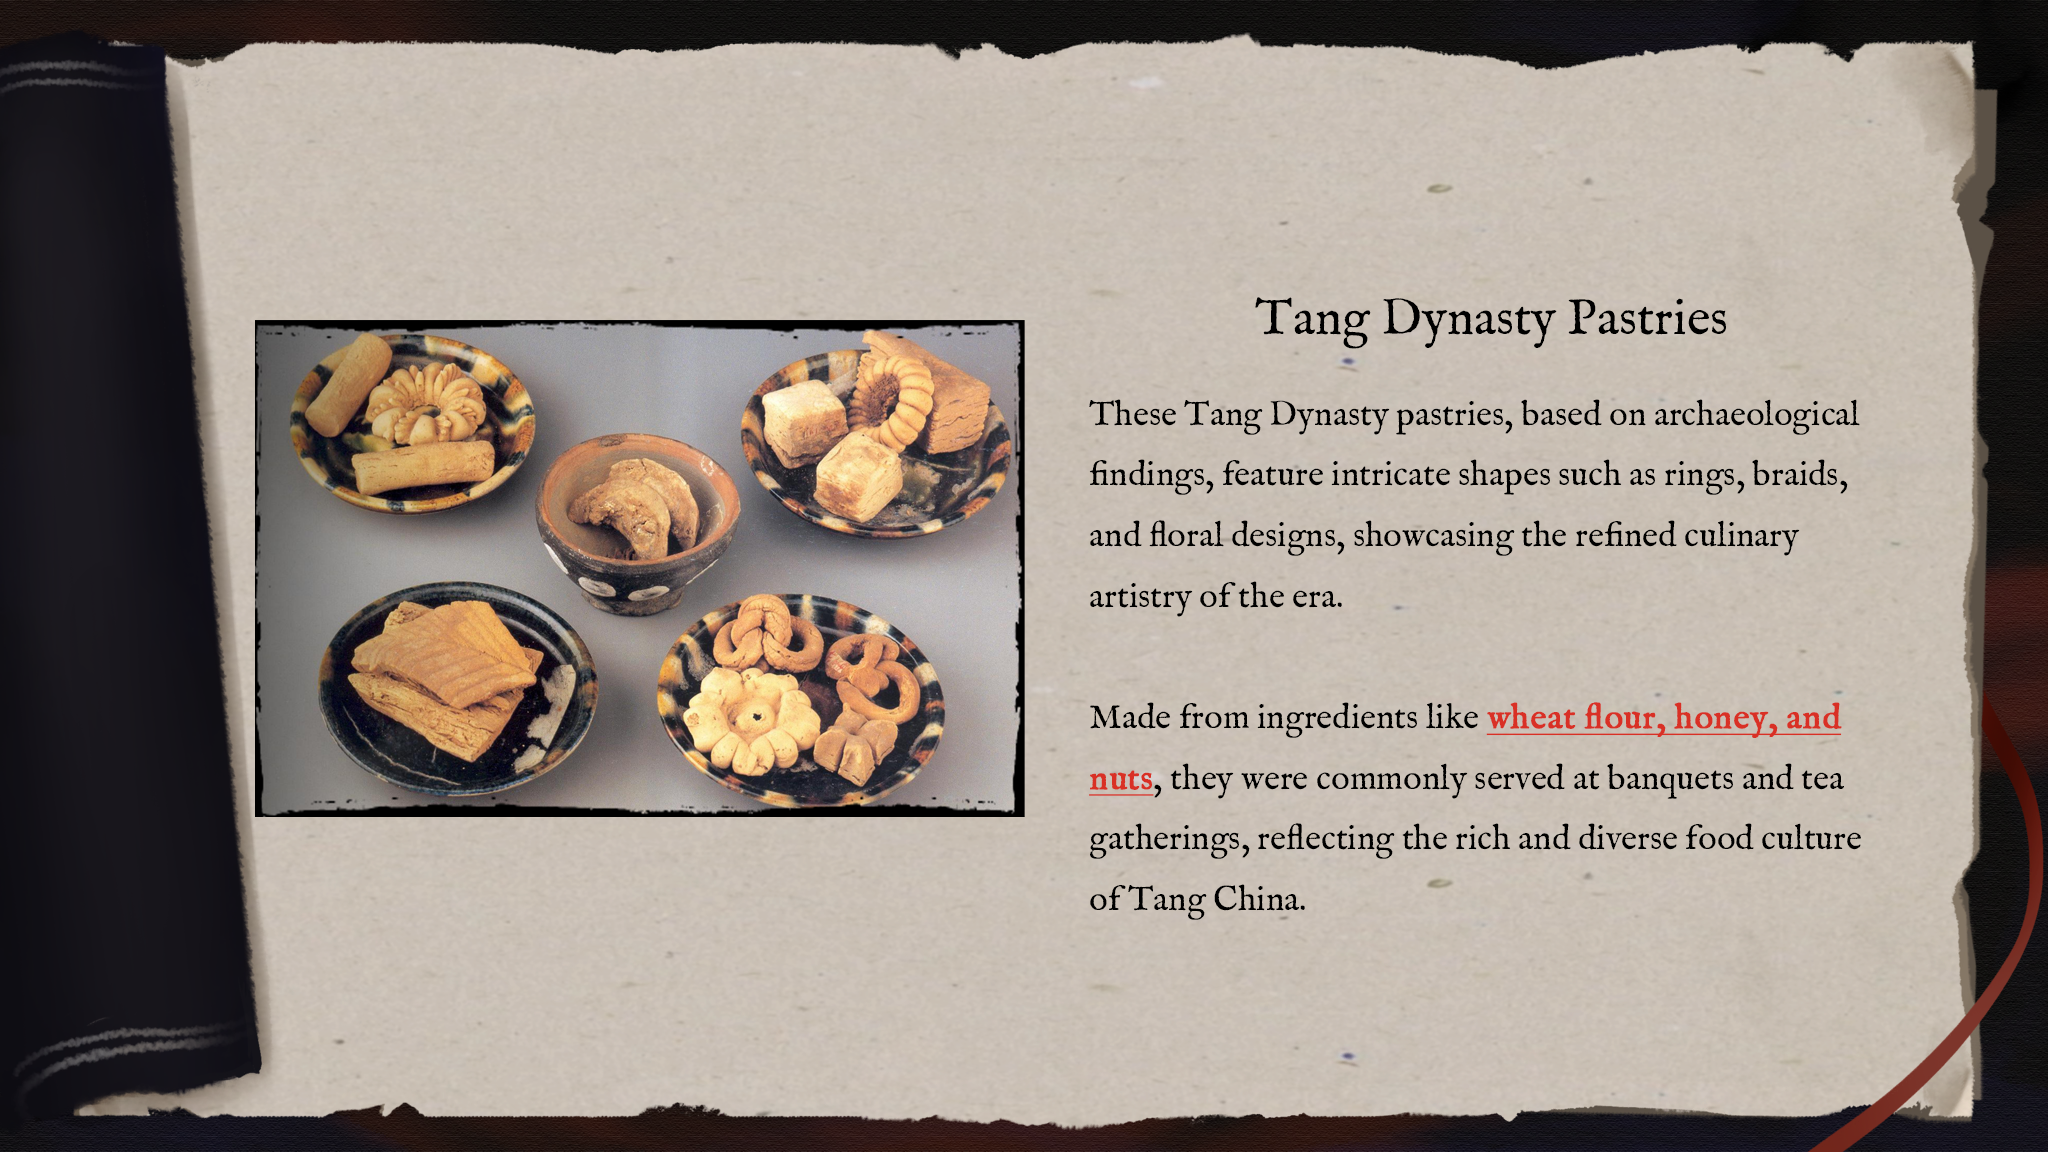 Tang Dynasty Pastries
These Tang Dynasty pastries, based on archaeological
findings, feature intricate shapes such as rings, braids,
and floral designs, showcasing the refined culinary
artistry of the era.
Made from ingredients like wheat flour, honey, and
nuts, they were commonly served at banquets and tea
gatherings, reflecting the rich and diverse food culture
of Tang China.